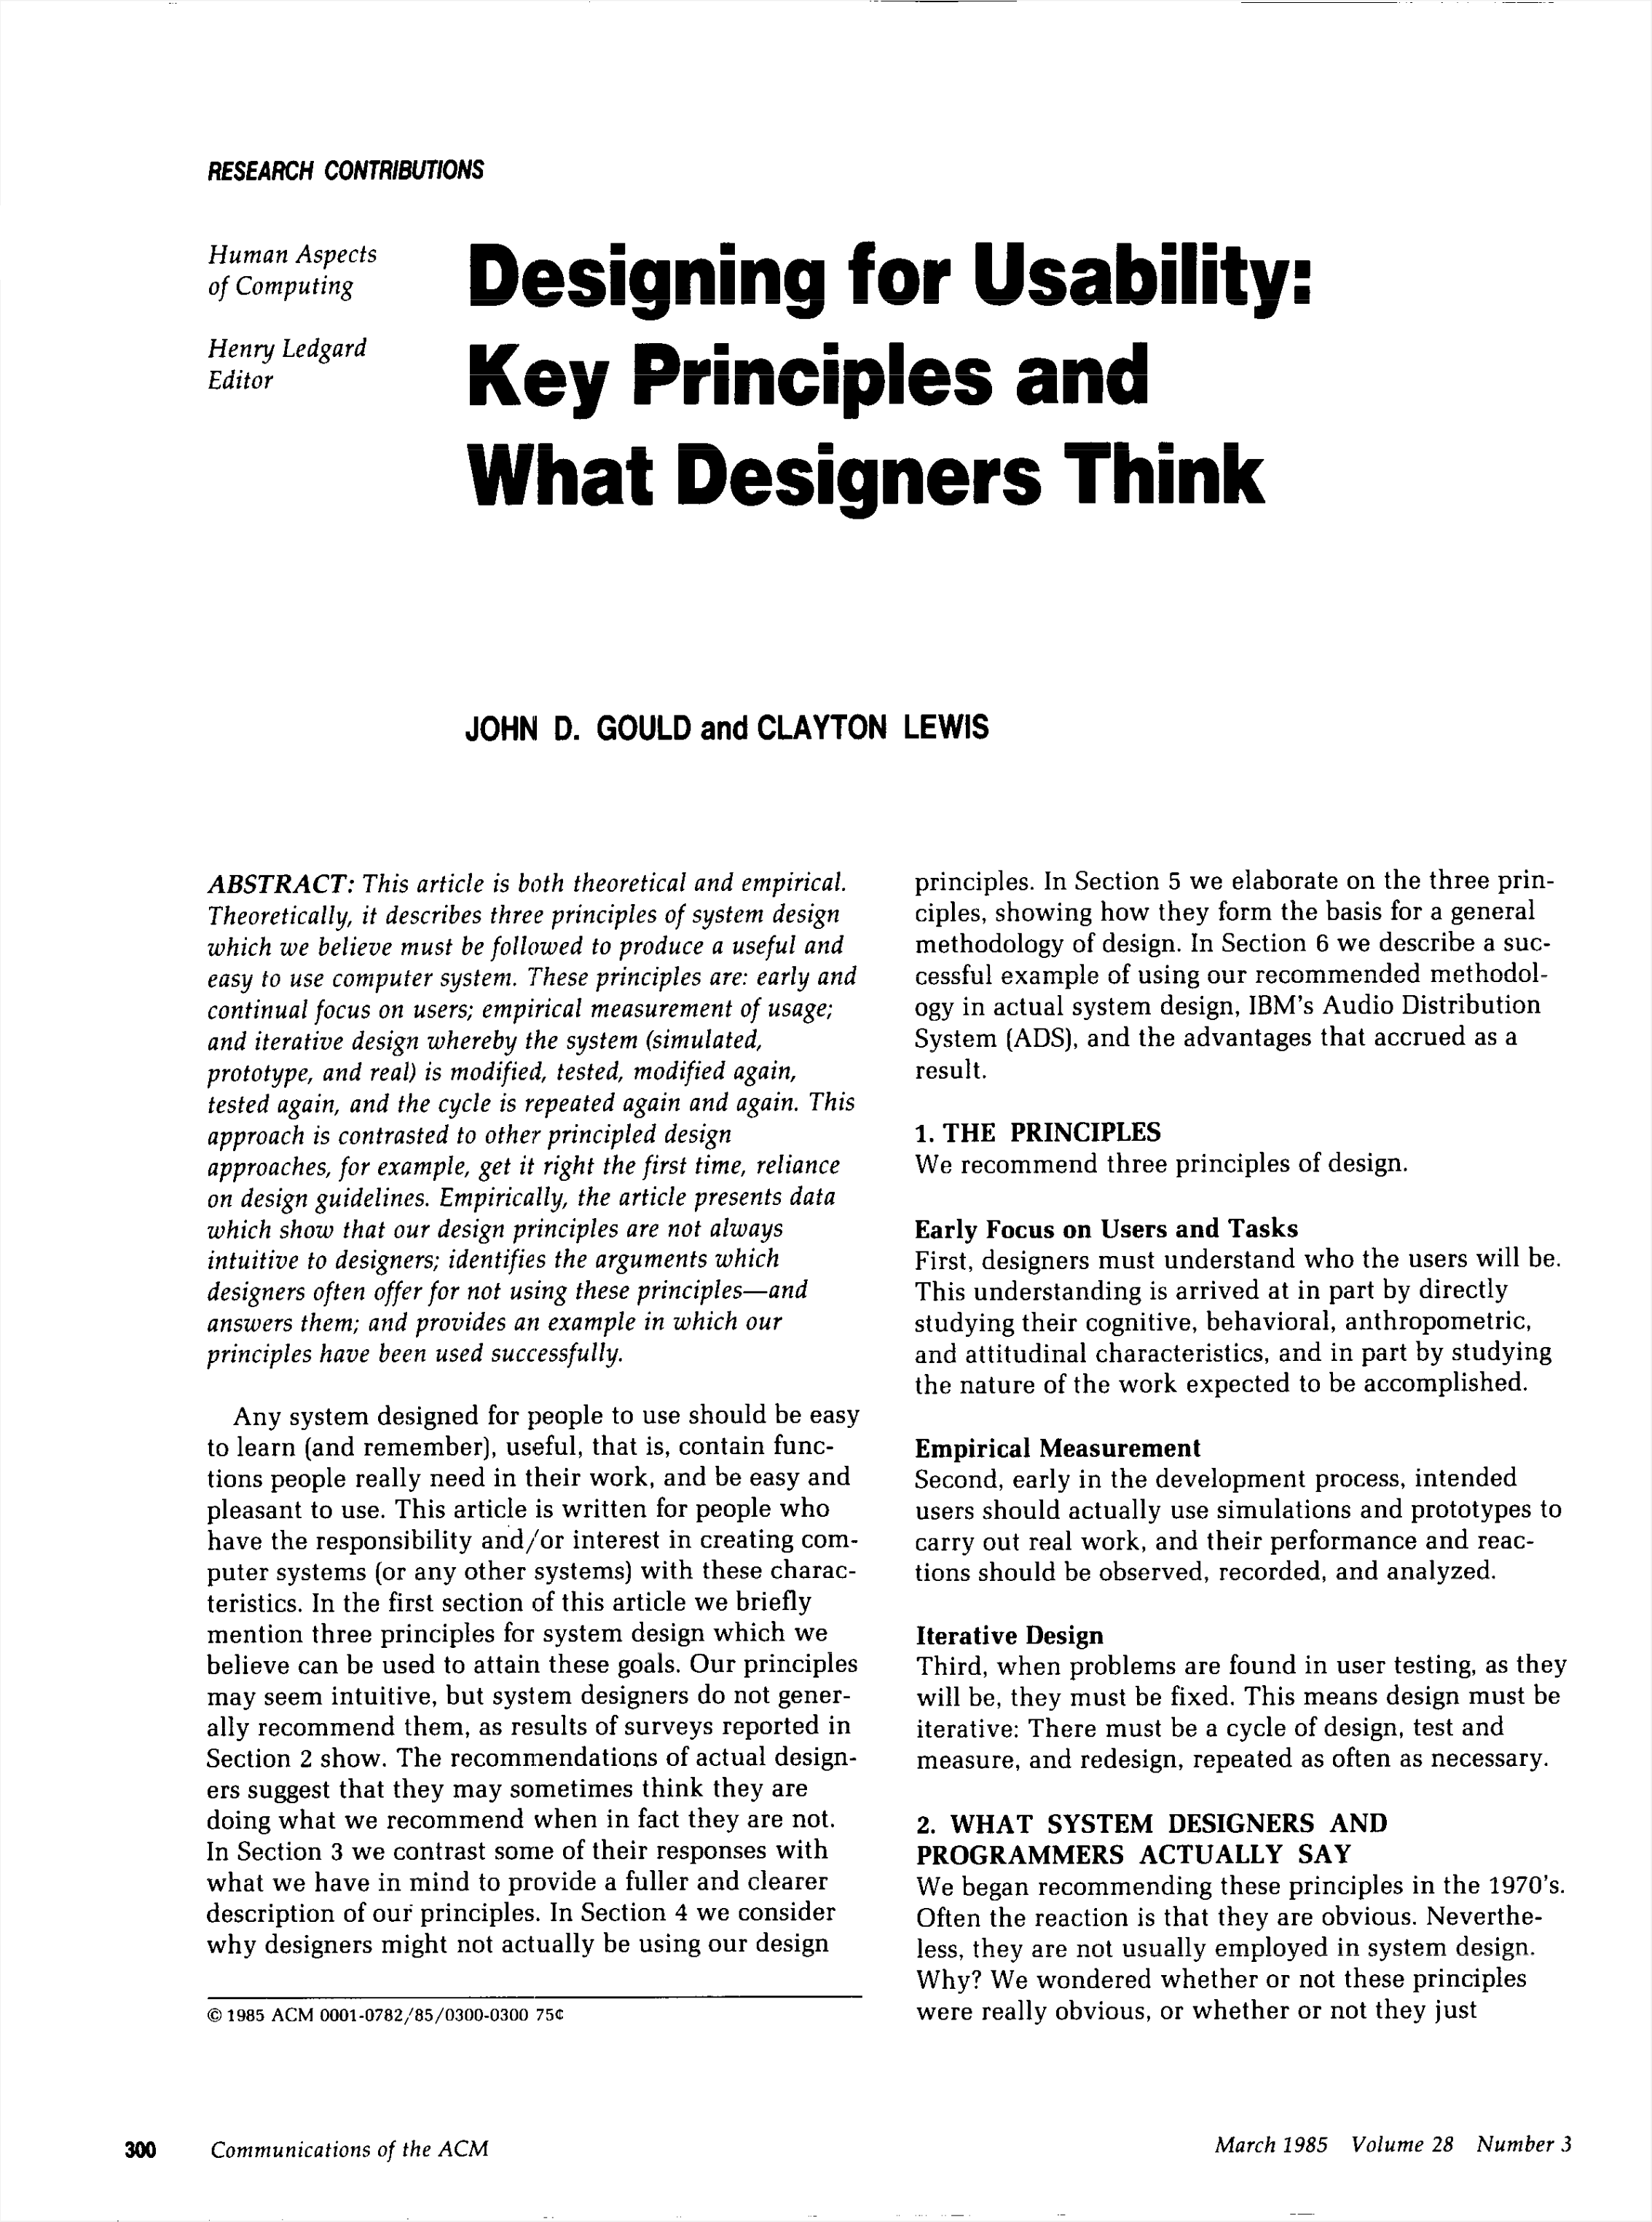 RESEARCH CONTRIBUTIONS
Human Aspects
of Computing
Henry Ledgard
Editor
Designing for Usability:
Key Principles and
What Designers Think
JOHN D. GOULD and CLAYTON LEWIS
ABSTRACT: This article is both theoretical and empirical.
Theoretically, it describes three principles of system design
which we believe must be followed to produce a useful and
easy to use computer system. These principles are: early and
continual focus on users; empirical measurement of usage;
and iterative design whereby the system (simulated,
prototype, and real) is modified, tested, modified again,
tested again, and the cycle is repeated again and again. This
approach is contrasted to other principled design
approaches, for example, get it right the first time, reliance
on design guidelines. Empirically, the article presents data
which show that our design principles are not always
intuitive to designers; identifies the arguments which
designers often offer for not using these principles—and
answers them; and provides an example in which our
principles have been used successfully.
Any system designed for people to use should be easy
to learn (and remember), useful, that is, contain func-
tions people really need in their work, and be easy and
pleasant to use. This article is written for people who
have the responsibility and/or interest in creating com-
puter systems (or any other systems) with these charac-
teristics. In the first section of this article we briefly
mention three principles for system design which we
believe can be used to attain these goals. Our principles
may seem intuitive, but system designers do not gener-
ally recommend them, as results of surveys reported in
Section 2 show. The recommendations of actual design-
ers suggest that they may sometimes think they are
doing what we recommend when in fact they are not.
In Section 3 we contrast some of their responses with
what we have in mind to provide a fuller and clearer
description of our principles. In Section 4 we consider
why designers might not actually be using our design
© 1985 ACM 0001-0782/85/0300-0300 75¢
principles. In Section 5 we elaborate on the three prin-
ciples, showing how they form the basis for a general
methodology of design. In Section 6 we describe a suc-
cessful example of using our recommended methodol-
ogy in actual system design, IBM's Audio Distribution
System (ADS), and the advantages that accrued as a
result.
1. THE PRINCIPLES
We recommend three principles of design.
Early Focus on Users and Tasks
First, designers must understand who the users will be.
This understanding is arrived at in part by directly
studying their cognitive, behavioral, anthropometric,
and attitudinal characteristics, and in part by studying
the nature of the work expected to be accomplished.
Empirical Measurement
Second, early in the development process, intended
users should actually use simulations and prototypes to
carry out real work, and their performance and reac-
tions should be observed, recorded, and analyzed.
Iterative Design
Third, when problems are found in user testing, as they
will be, they must be fixed. This means design must be
iterative: There must be a cycle of design, test and
measure, and redesign, repeated as often as necessary.
2. WHAT SYSTEM DESIGNERS AND
PROGRAMMERS ACTUALLY SAY
We began recommending these principles in the 1970's.
Often the reaction is that they are obvious. Neverthe-
less, they are not usually employed in system design.
Why? We wondered whether or not these principles
were really obvious, or whether or not they just
300 Communications of the ACM
March 1985 Volume 28 Number 3